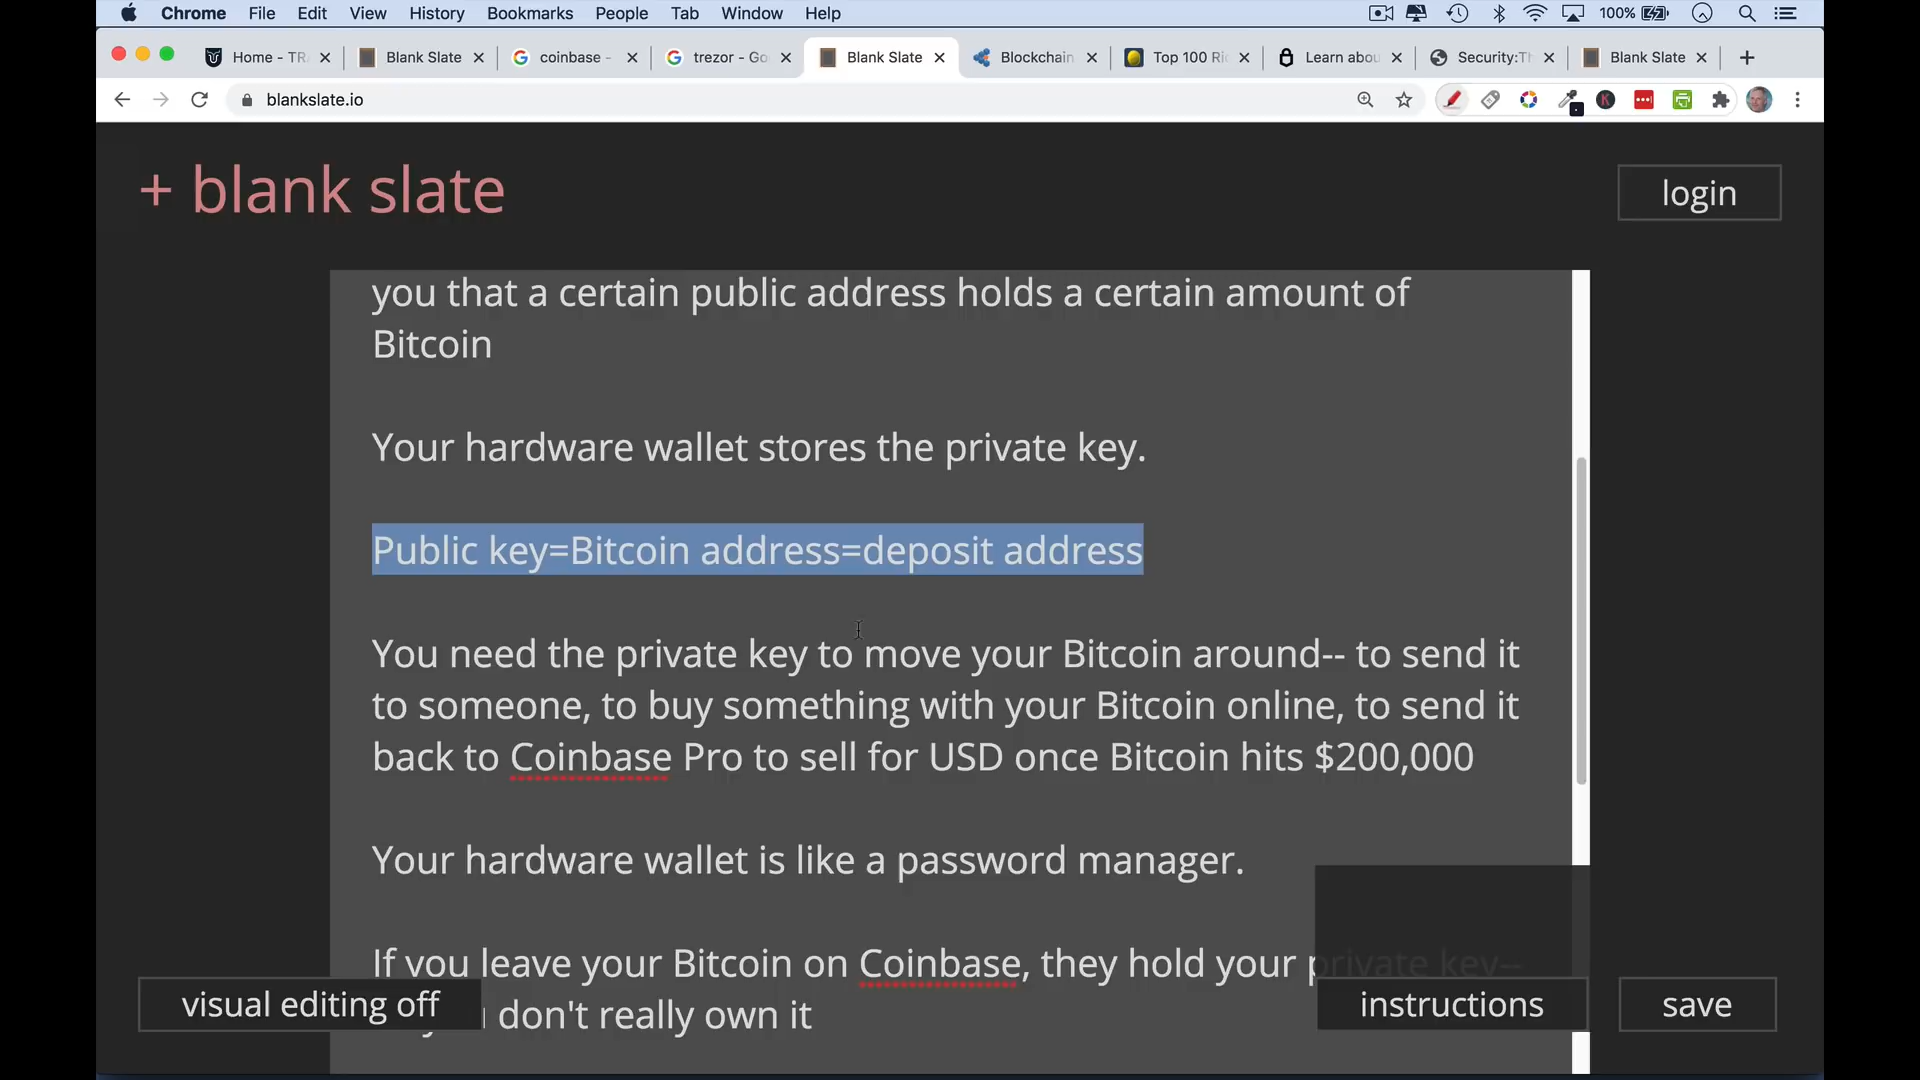 Chrome File Edit View History Bookmarks People Tab Window Help 100%
Home - TR Blank Slate coinbase - trezor - Go Blank Slate Blockchain Top 100 Ri Learn abou Security:Th Blank Slate
blankslate.io
+ blank slate
login
you that a certain public address holds a certain amount of
Bitcoin
Your hardware wallet stores the private key.
Public key=Bitcoin address=deposit address
You need the private key to move your Bitcoin around-- to send it
to someone, to buy something with your Bitcoin online, to send it
back to Coinbase Pro to sell for USD once Bitcoin hits $200,000
Your hardware wallet is like a password manager.
If you leave your Bitcoin on Coinbase, they hold your private key--
don't really own it
visual editing off
instructions
save